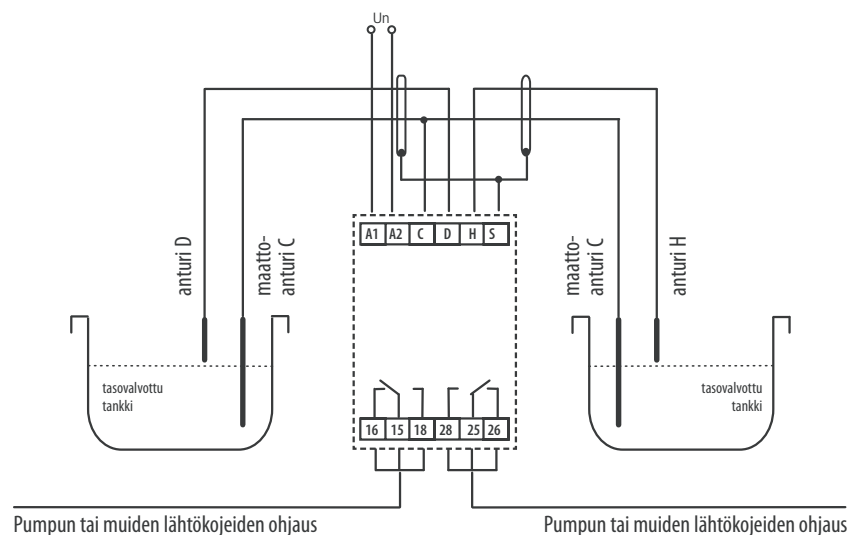 Un
A1 A2 C D H S
anturi D
maatto-
anturi C
maatto-
anturi C
anturi H
tasovalvottu
tankki
tasovalvottu
tankki
16 15 18 28 25 26
Pumpun tai muiden lähtökojeiden ohjaus
Pumpun tai muiden lähtökojeiden ohjaus